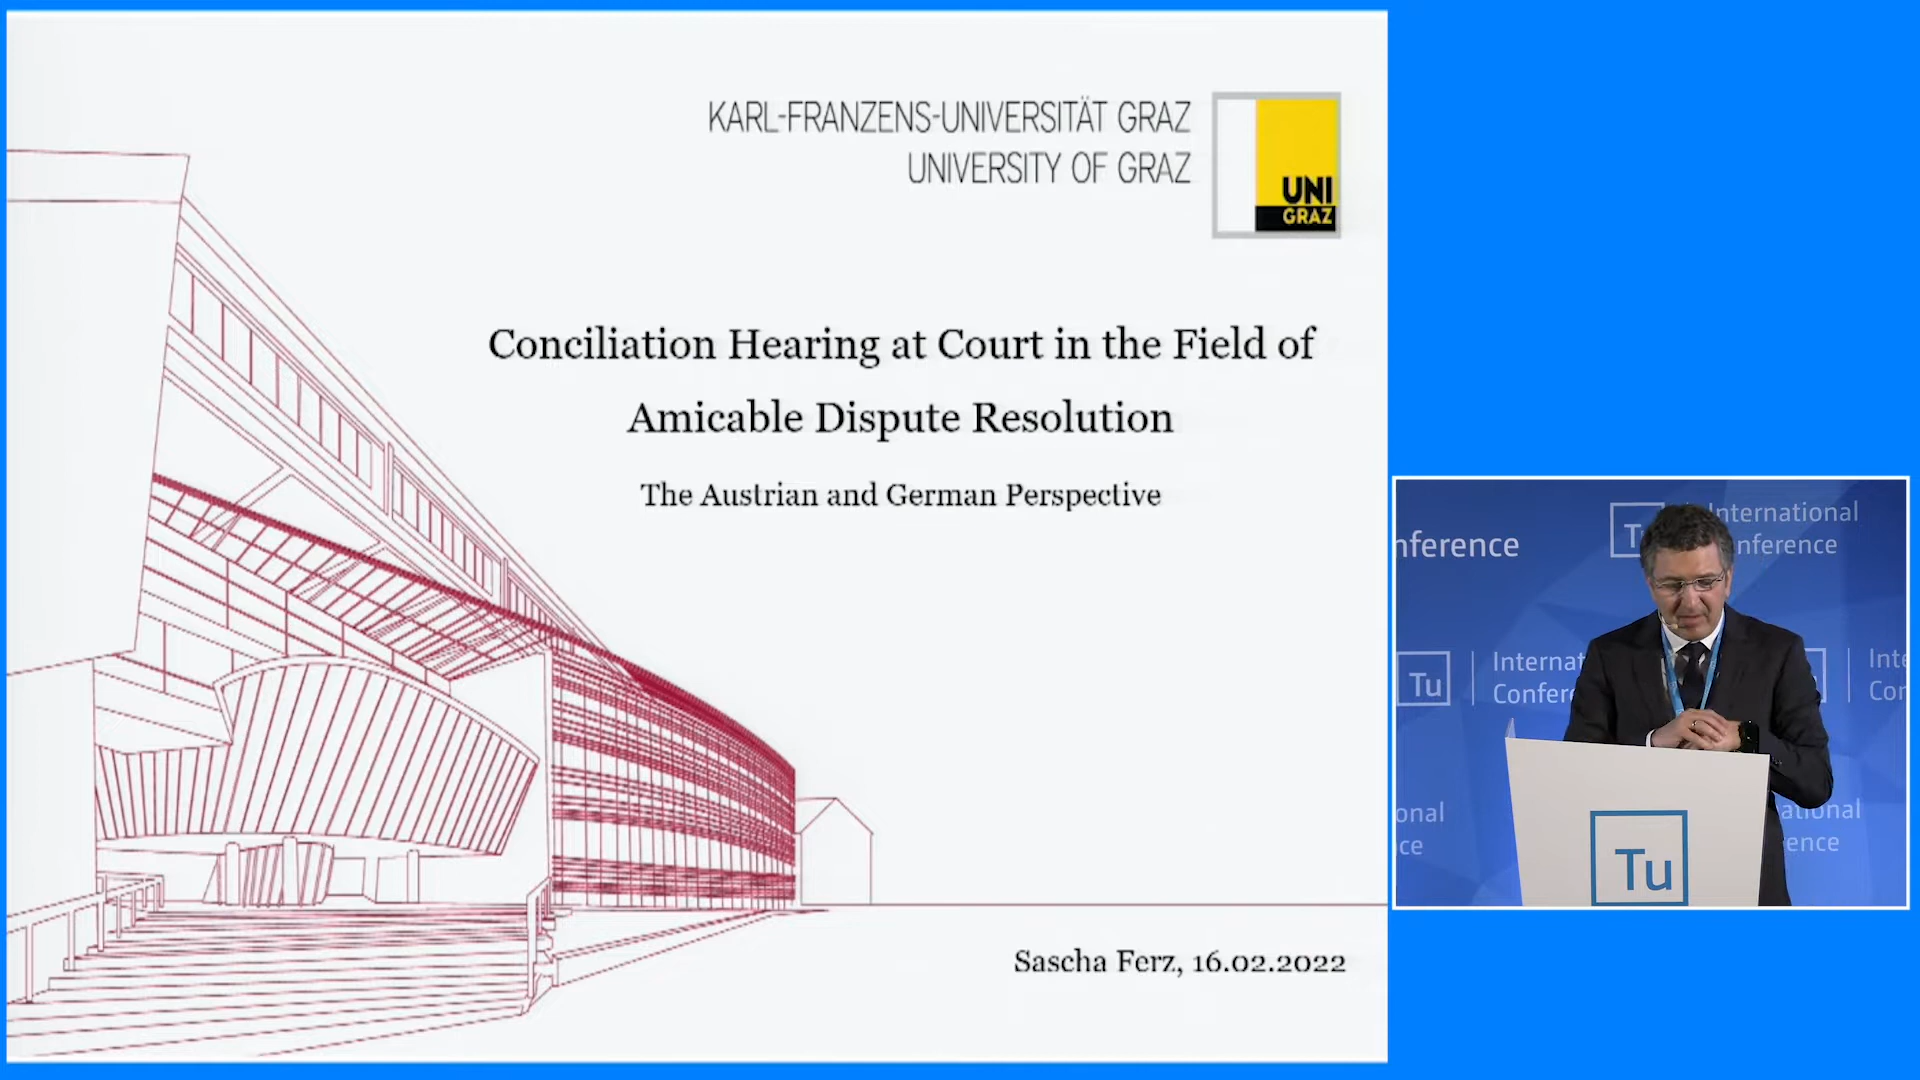 KARL-FRANZENS-UNIVERSITÄT GRAZ
UNIVERSITY OF GRAZ
UNI
GRAZ
Conciliation Hearing at Court in the Field of
Amicable Dispute Resolution
The Austrian and German Perspective
Sascha Ferz, 16.02.2022
nference
International
nference
Tu
Internat
Confere
Inte
Con
onal
ce
ational
ence
Tu